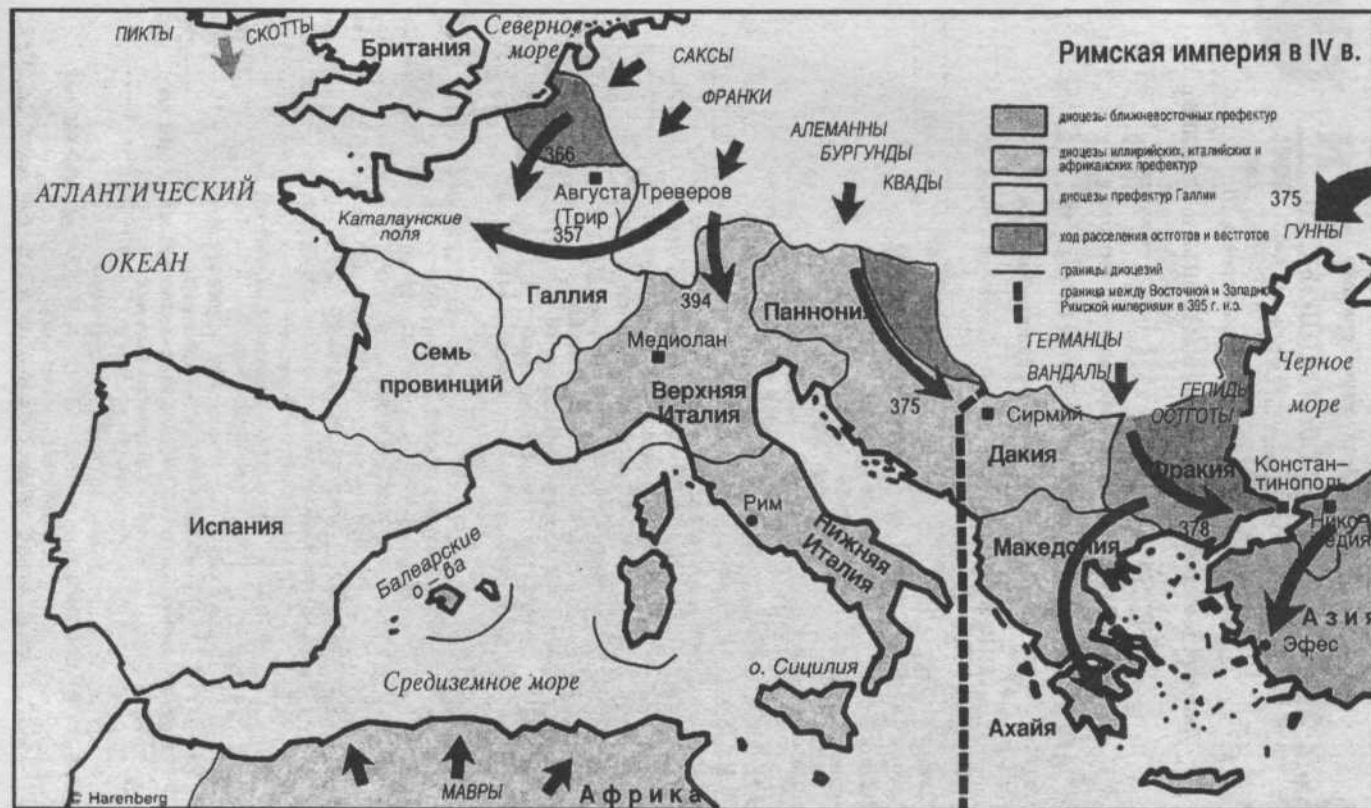 Римская империя в IV в.
диоцезы ближневосточных префектур
диоцезы иллирийских, италийских и
африканских префектур
диоцезы префектур Галлии
ход расселения остготов и вестготов
границы диоцезий
граница между Восточной и Западно
Римской империями в 395 г. н.э.
ПИКТЫ
СКОТТЫ
Британия
Северное
море
САКСЫ
ФРАНКИ
АЛЕМАННЫ
БУРГУНДЫ
КВАДЫ
366
АТЛАНТИЧЕСКИЙ
ОКЕАН
Августа Треверов
(Трир)
357
Каталаунские
поля
375
ГУННЫ
Галлия
394
Паннония
Медиолан
Семь
провинций
Верхняя
Италия
ГЕРМАНЦЫ
ВАНДАЛЫ
ГЕПИДЫ
ОСТГОТЫ
Черное
море
375
Сирмий
Дакия
Фракия
Констан-
тинополь
Испания
Рим
Нижняя
Италия
Македония
378
Нико-
медия
Балеарские
о-ва
Азия
Эфес
Средиземное море
о. Сицилия
Ахайя
МАВРЫ
Африка
© Harenberg